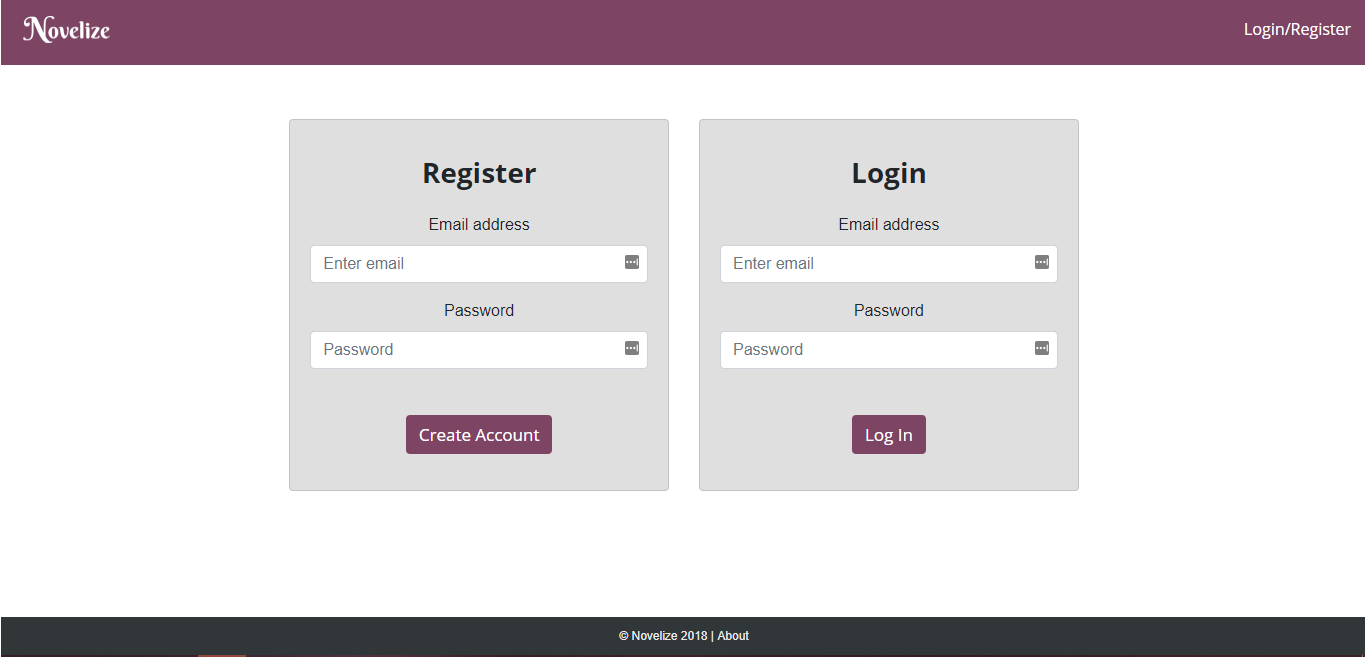 Novelize
Login/Register
Register
Email address
Enter email
Password
Password
Create Account
Login
Email address
Enter email
Password
Password
Log In
© Novelize 2018 | About